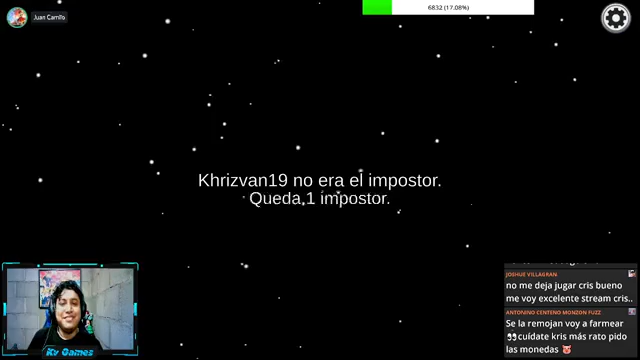 Juan Carrillo
6832 (17.08%)
Khrizvan19 no era el impostor.
Queda 1 impostor.
JOSHUE VILLAGRAN
no me deja jugar cris bueno
me voy excelente stream cris..
ANTONINO CENTENO MONZON FUZZ
Se la remojan voy a farmear
👀cuídate kris más rato pido
las monedas 🐷
Kv Games